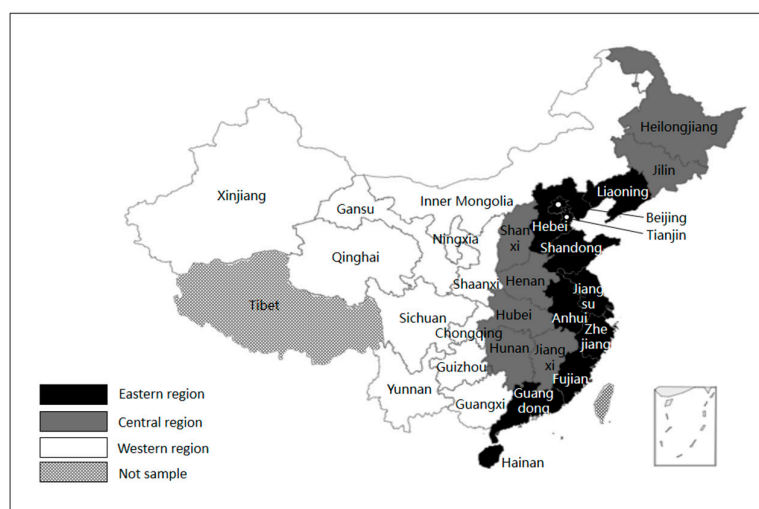 Heilongjiang
Jilin
Xinjiang
Liaoning
Gansu
Inner Mongolia
Beijing
Hebei
Tianjin
Shan
xi
Ningxia
Shandong
Qinghai
Henan
Shaanxi
Jiang
su
Tibet
Sichuan
Hubei
Anhui
Zhe
jiang
Chongqing
Hunan
Jiang
xi
Guizhou
Fujian
Yunnan
Guang
dong
Guangxi
Hainan
Eastern region
Central region
Western region
Not sample